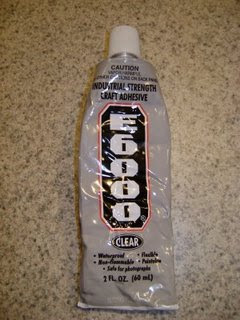 CAUTION
INDUSTRIAL STRENGTH
CRAFT ADHESIVE
E6000®
CLEAR
• Waterproof • Flexible
• Non-flammable • Paintable
• Safe for photographs
2 FL. OZ. (60 mL)